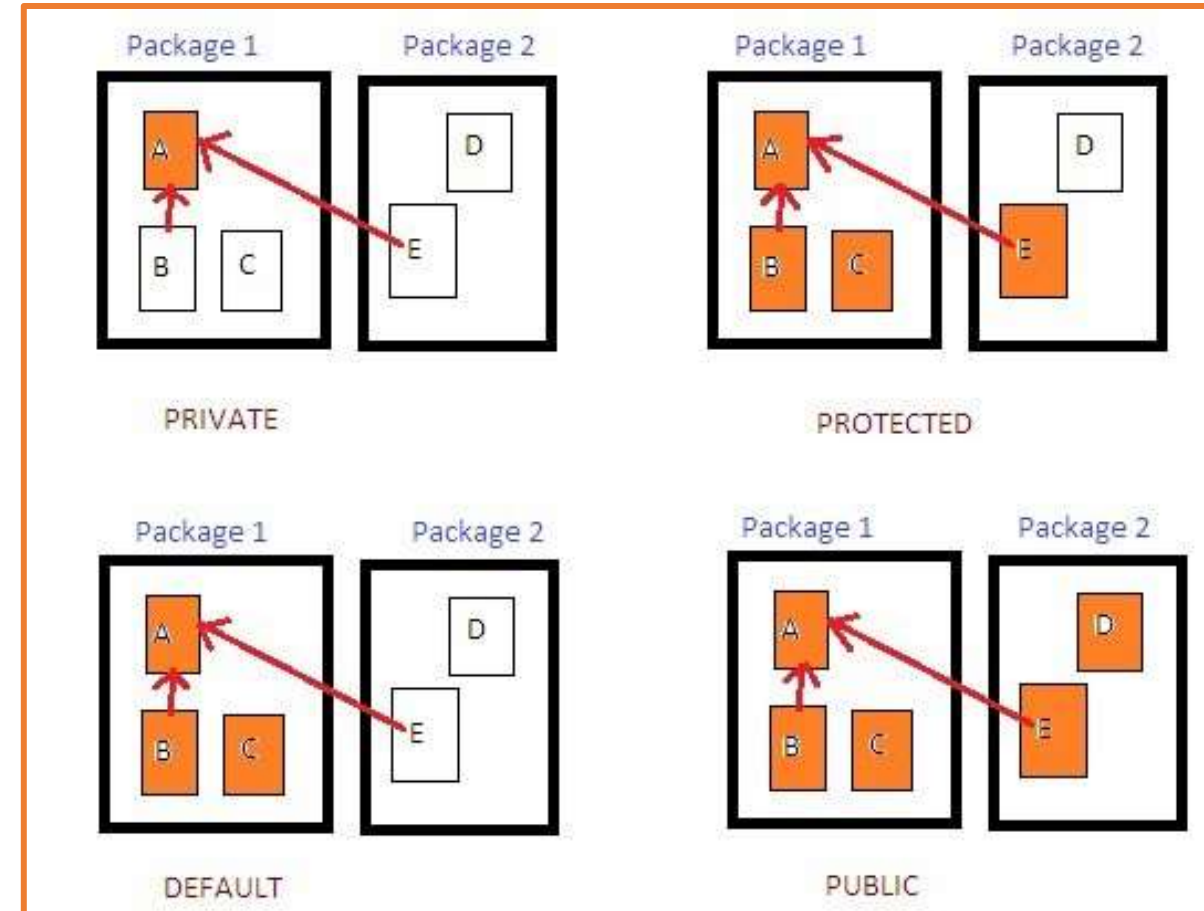 Package 1 Package 2
A
D
B C
E
PRIVATE
Package 1 Package 2
A
D
B C
E
PROTECTED
Package 1 Package 2
A
D
B C
E
DEFAULT
Package 1 Package 2
A
D
B C
E
PUBLIC